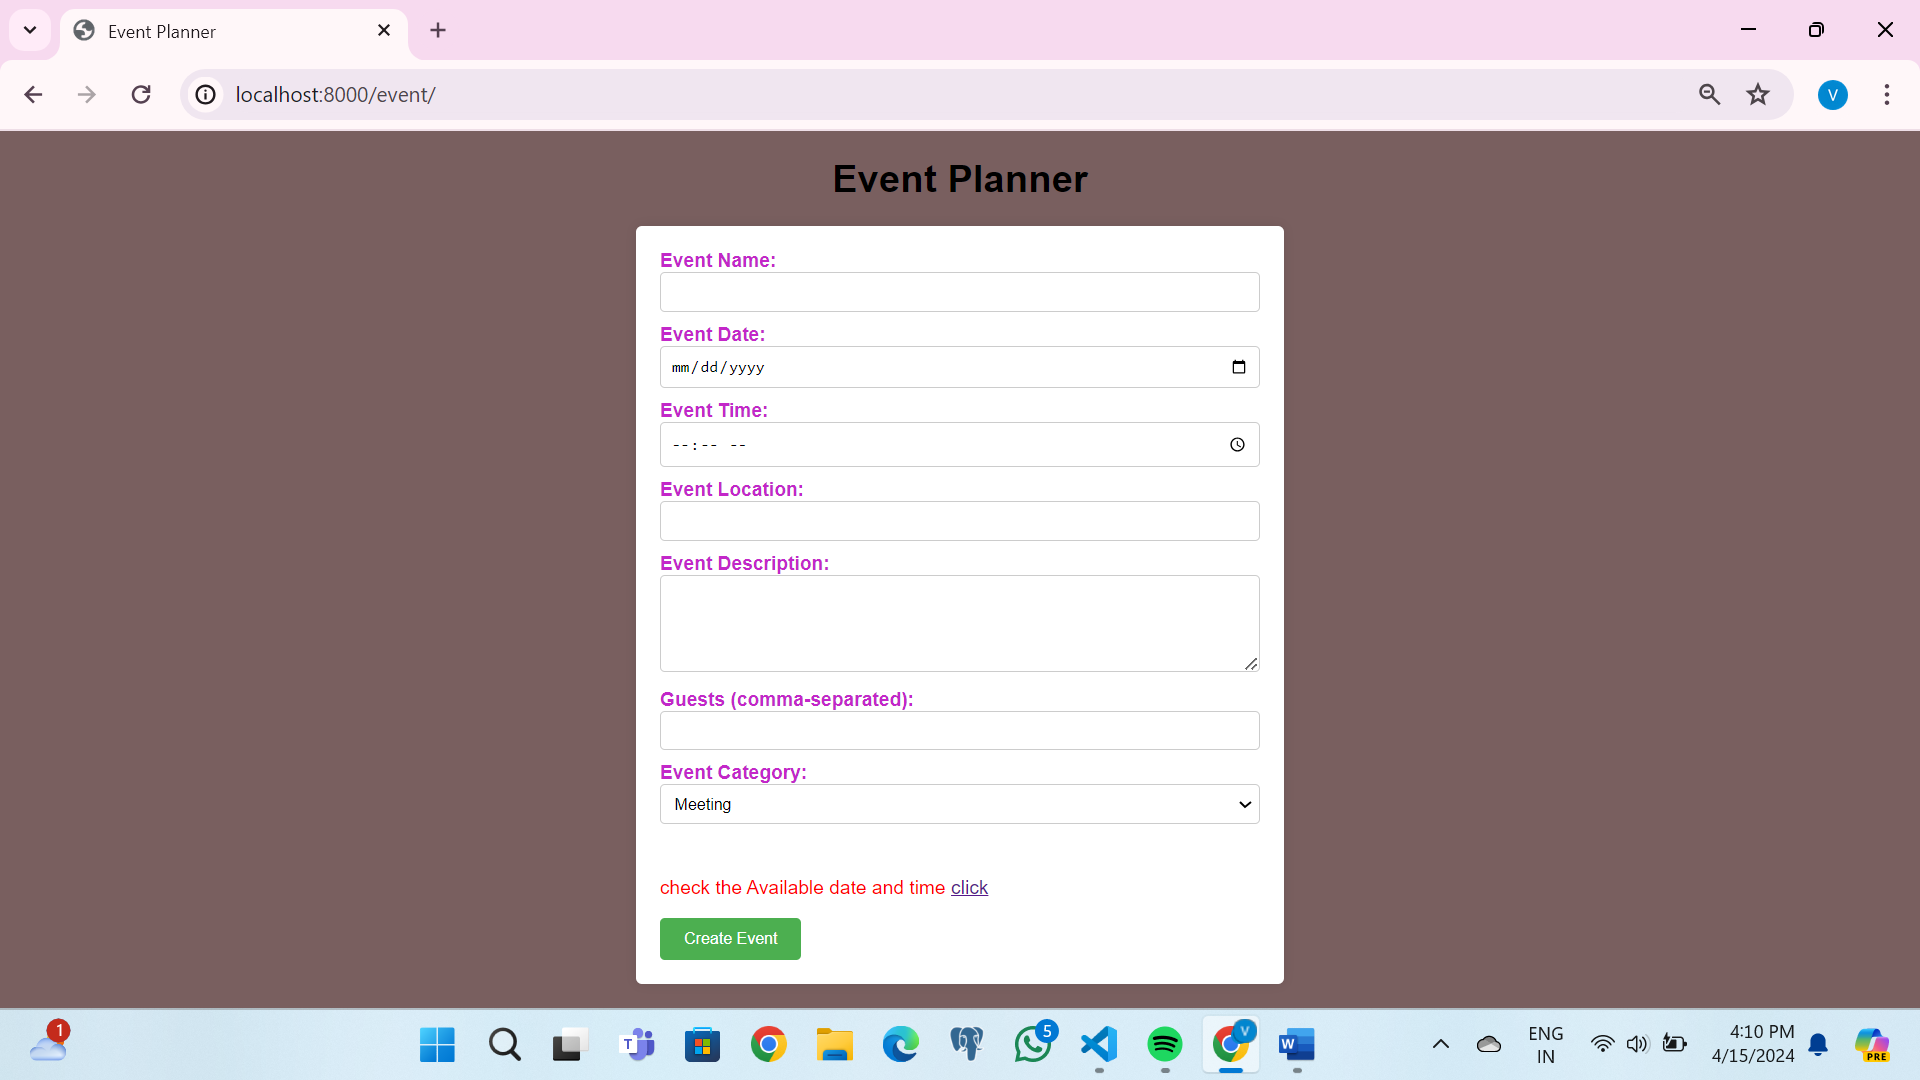 Event Planner
localhost:8000/event/
V
Event Planner
Event Name:
Event Date:
mm/dd/yyyy
Event Time:
--:-- --
Event Location:
Event Description:
Guests (comma-separated):
Event Category:
Meeting
check the Available date and time click
Create Event
1
T
5
V
W
ENG
IN
4:10 PM
4/15/2024
PRE